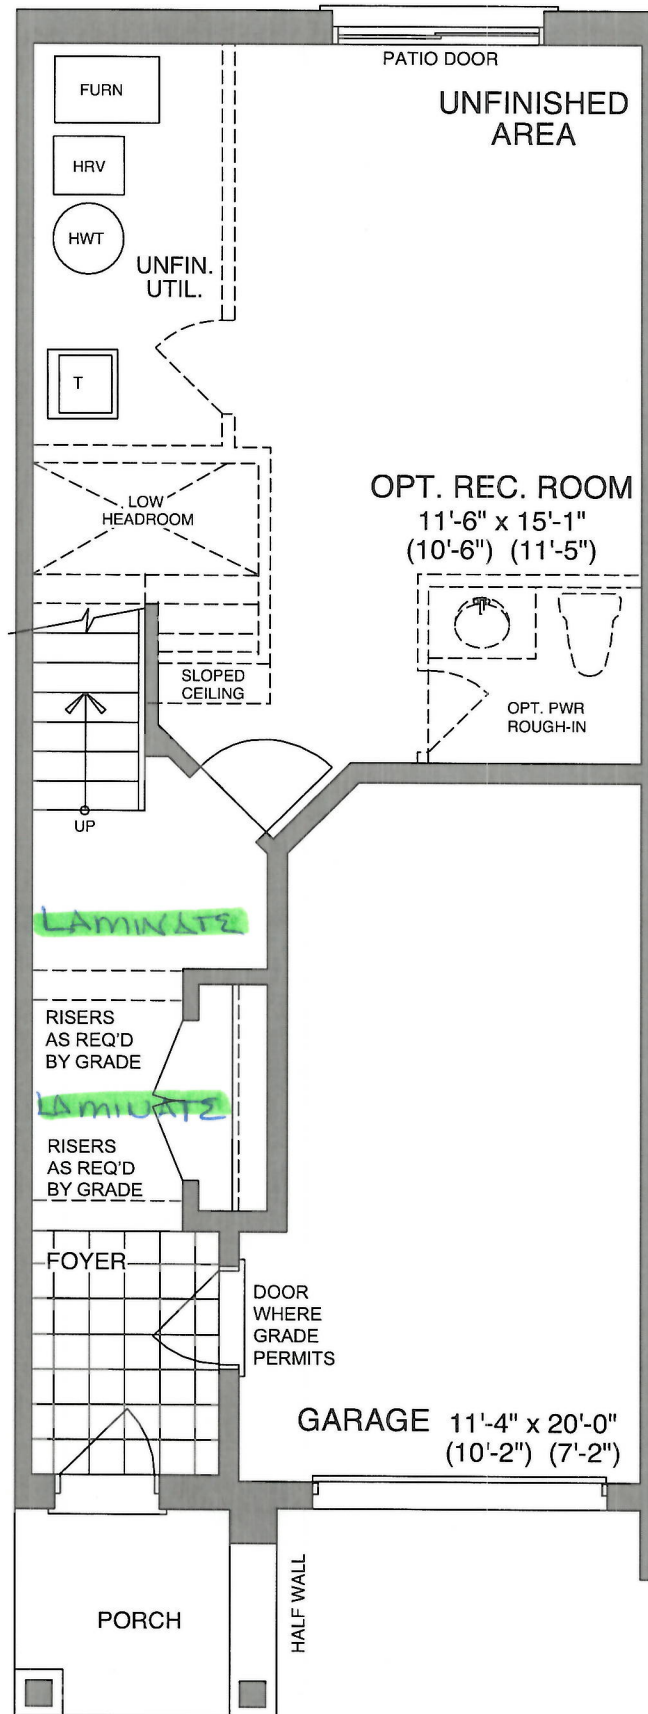 PATIO DOOR
FURN
UNFINISHED
AREA
HRV
HWT
UNFIN.
UTIL.
T
OPT. REC. ROOM
11'-6" x 15'-1"
(10'-6") (11'-5")
LOW
HEADROOM
SLOPED
CEILING
OPT. PWR
ROUGH-IN
UP
LAMINATE
RISERS
AS REQ'D
BY GRADE
LAMINATE
RISERS
AS REQ'D
BY GRADE
FOYER
DOOR
WHERE
GRADE
PERMITS
GARAGE 11'-4" x 20'-0"
(10'-2") (7'-2")
HALF WALL
PORCH